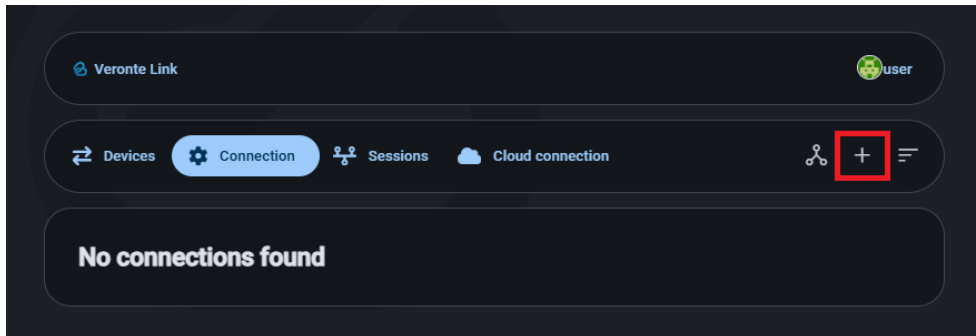 Veronte Link
user
Devices
Connection
Sessions
Cloud connection
No connections found